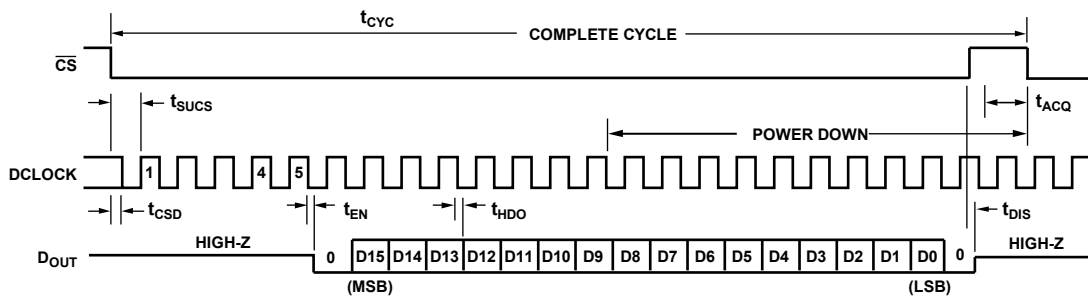 tCYC
COMPLETE CYCLE
CS
tSUCS
tACQ
POWER DOWN
DCLOCK
1 4 5
tCSD
tEN
tHDO
tDIS
HIGH-Z
HIGH-Z
DOUT
0 D15 D14 D13 D12 D11 D10 D9 D8 D7 D6 D5 D4 D3 D2 D1 D0 0
(MSB)
(LSB)